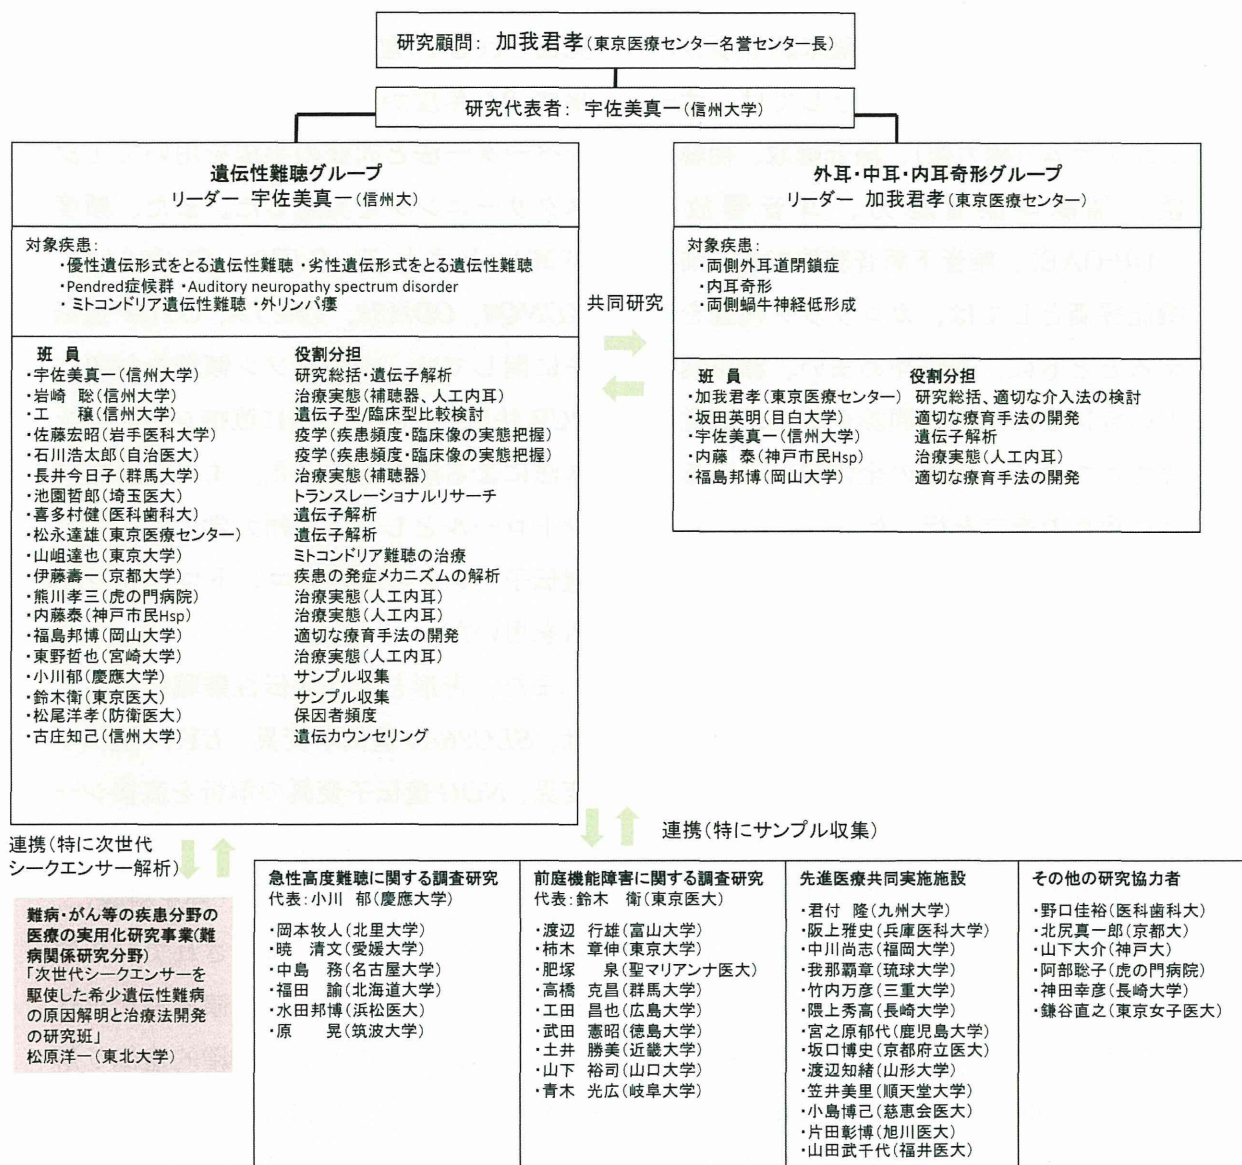 研究顧問： 加我君孝（東京医療センター名誉センター長）
研究代表者： 宇佐美真一（信州大学）
遺伝性難聴グループ
リーダー 宇佐美真一（信州大）
対象疾患：
・優性遺伝形式をとる遺伝性難聴 ・劣性遺伝形式をとる遺伝性難聴
・Pendred症候群 ・Auditory neuropathy spectrum disorder
・ミトコンドリア遺伝性難聴 ・外リンパ瘻
班 員 役割分担
・宇佐美真一（信州大学） 研究総括・遺伝子解析
・岩崎 聡（信州大学） 治療実態（補聴器、人工内耳）
・工 穣（信州大学） 遺伝子型/臨床型比較検討
・佐藤宏昭（岩手医科大学） 疫学（疾患頻度・臨床像の実態把握）
・石川浩太郎（自治医大） 疫学（疾患頻度・臨床像の実態把握）
・長井今日子（群馬大学） 治療実態（補聴器）
・池園哲郎（埼玉医大） トランスレーショナルリサーチ
・喜多村健（医科歯科大） 遺伝子解析
・松永達雄（東京医療センター） 遺伝子解析
・山岨達也（東京大学） ミトコンドリア難聴の治療
・伊藤壽一（京都大学） 疾患の発症メカニズムの解析
・熊川孝三（虎の門病院） 治療実態（人工内耳）
・内藤泰（神戸市民Hsp） 治療実態（人工内耳）
・福島邦博（岡山大学） 適切な療育手法の開発
・東野哲也（宮崎大学） 治療実態（人工内耳）
・小川郁（慶應大学） サンプル収集
・鈴木衛（東京医大） サンプル収集
・松尾洋孝（防衛医大） 保因者頻度
・古庄知己（信州大学） 遺伝カウンセリング
共同研究
外耳・中耳・内耳奇形グループ
リーダー 加我君孝（東京医療センター）
対象疾患：
・両側外耳道閉鎖症
・内耳奇形
・両側蝸牛神経低形成
班 員 役割分担
・加我君孝（東京医療センター） 研究総括、適切な介入法の検討
・坂田英明（目白大学） 適切な療育手法の開発
・宇佐美真一（信州大学） 遺伝子解析
・内藤 泰（神戸市民Hsp） 治療実態（人工内耳）
・福島邦博（岡山大学） 適切な療育手法の開発
連携（特に次世代
シークエンサー解析）
連携（特にサンプル収集）
難病・がん等の疾患分野の
医療の実用化研究事業（難
病関係研究分野）
「次世代シークエンサーを
駆使した希少遺伝性難病
の原因解明と治療法開発
の研究班」
松原洋一（東北大学）
急性高度難聴に関する調査研究
代表：小川 郁（慶應大学）
・岡本牧人（北里大学）
・暁 清文（愛媛大学）
・中島 務（名古屋大学）
・福田 諭（北海道大学）
・水田邦博（浜松医大）
・原 晃（筑波大学）
前庭機能障害に関する調査研究
代表：鈴木 衛（東京医大）
・渡辺 行雄（富山大学）
・柿木 章伸（東京大学）
・肥塚 泉（聖マリアンナ医大）
・高橋 克昌（群馬大学）
・工田 昌也（広島大学）
・武田 憲昭（徳島大学）
・土井 勝美（近畿大学）
・山下 裕司（山口大学）
・青木 光広（岐阜大学）
先進医療共同実施施設
・君付 隆（九州大学）
・阪上雅史（兵庫医科大学）
・中川尚志（福岡大学）
・我那覇章（琉球大学）
・竹内万彦（三重大学）
・隈上秀高（長崎大学）
・宮之原郁代（鹿児島大学）
・坂口博史（京都府立医大）
・渡辺知緒（山形大学）
・笠井美里（順天堂大学）
・小島博己（慈恵会医大）
・片田彰博（旭川医大）
・山田武千代（福井医大）
その他の研究協力者
・野口佳裕（医科歯科大）
・北尻真一郎（京都大）
・山下大介（神戸大）
・阿部聡子（虎の門病院）
・神田幸彦（長崎大学）
・鎌谷直之（東京女子医大）